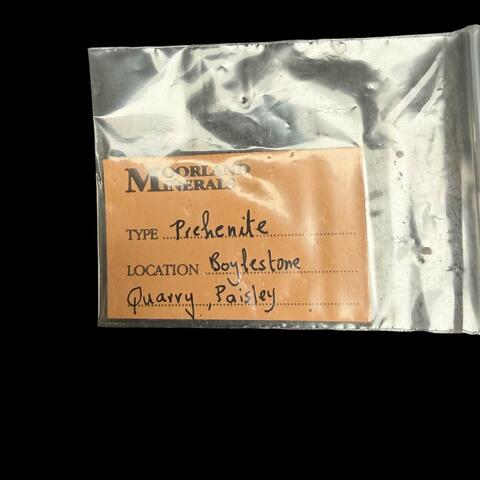 MOORLAND
MINERALS
TYPE Prehenite
LOCATION Boylestone
Quarry, Paisley